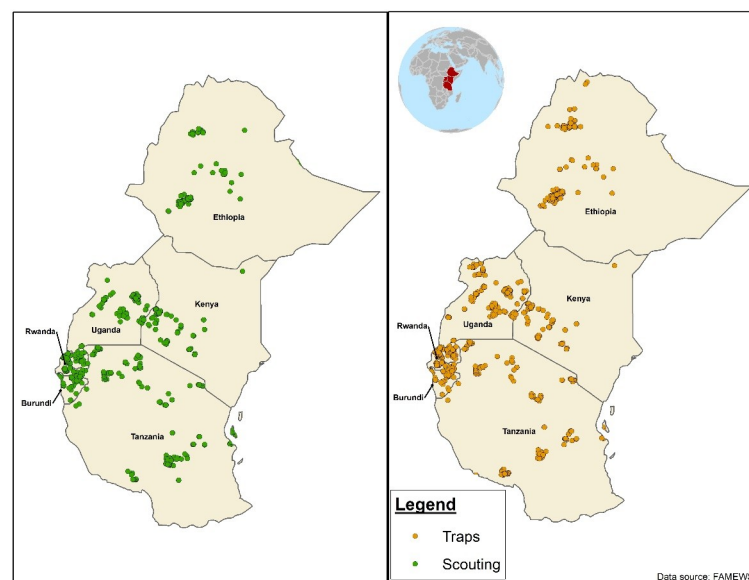 Ethiopia
Kenya
Uganda
Rwanda
Burundi
Tanzania
Ethiopia
Kenya
Uganda
Rwanda
Burundi
Tanzania
Legend
Traps
Scouting
Data source: FAMEWS